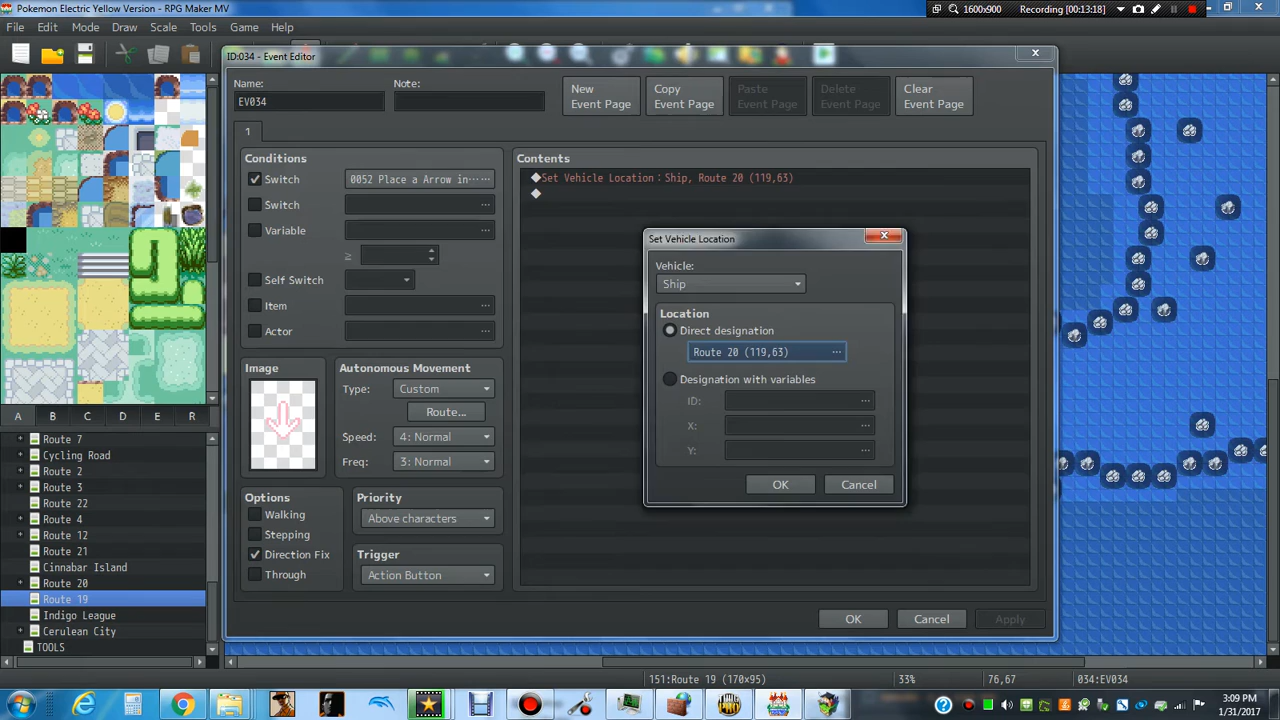 Pokemon Electric Yellow Version - RPG Maker MV
1600x900
Recording [00:13:18]
File Edit Mode Draw Scale Tools Game Help
ID:034 - Event Editor
Name:
Note:
EV034
New
Event Page
Copy
Event Page
Paste
Event Page
Delete
Event Page
Clear
Event Page
1
Conditions
Switch
0052 Place a Arrow in···
Switch
Variable
≥
Self Switch
Item
Actor
Image
Autonomous Movement
Type: Custom
Route...
Speed: 4: Normal
Freq: 3: Normal
Options
Walking
Stepping
Direction Fix
Through
Priority
Above characters
Trigger
Action Button
Contents
◆Set Vehicle Location : Ship, Route 20 (119,63)
◆
Set Vehicle Location
Vehicle:
Ship
Location
Direct designation
Route 20 (119,63)
Designation with variables
ID:
X:
Y:
OK Cancel
OK Cancel Apply
A B C D E R
Route 7
Cycling Road
Route 2
Route 3
Route 22
Route 4
Route 12
Route 21
Cinnabar Island
Route 20
Route 19
Indigo League
Cerulean City
TOOLS
151:Route 19 (170x95)
33%
76,67
034:EV034
3:09 PM
1/31/2017